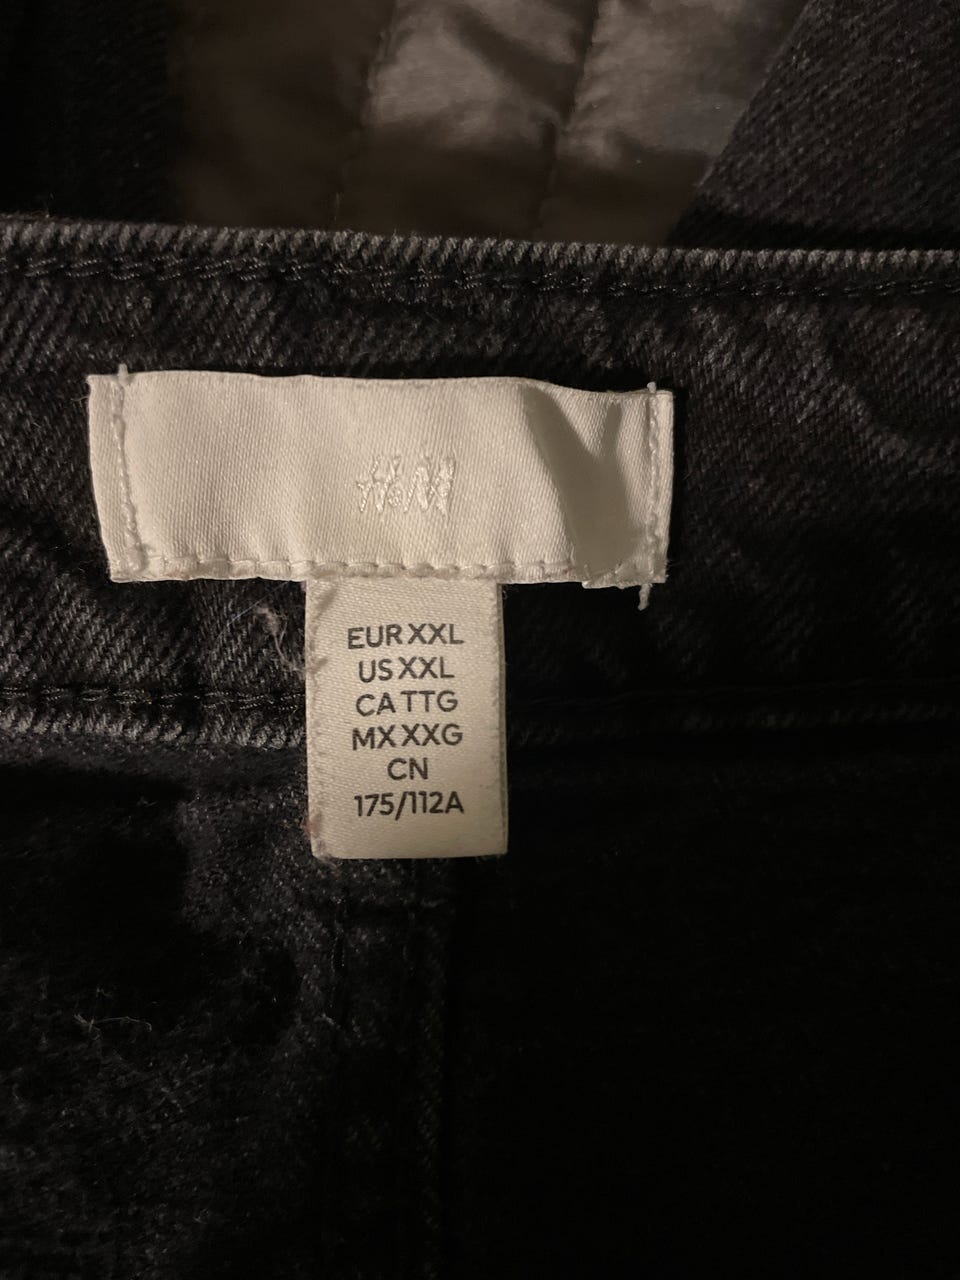 H&M
EUR XXL
US XXL
CA TTG
MX XXG
CN
175/112A